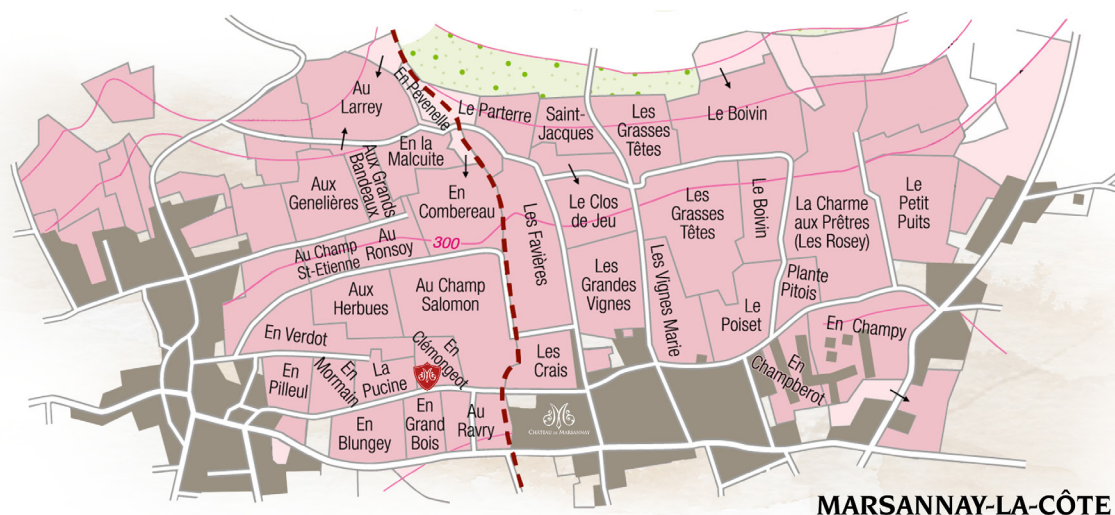 Au
Larrey
En Pévenelle
Le Parterre
Saint-
Jacques
Les
Grasses
Têtes
Le Boivin
En la
Malcuite
Aux Grands
Bandeaux
Aux
Genelières
En
Combereau
Les Favières
Le Clos
de Jeu
Les
Grasses
Têtes
Le Boivin
La Charme
aux Prêtres
(Les Rosey)
Le
Petit
Puits
Au Champ
St-Etienne
Au
Ronsoy
300
Les
Grandes
Vignes
Les Vignes Marie
Plante
Pitois
Le
Poiset
Aux
Herbues
Au Champ
Salomon
En Champy
En Verdot
En
Clémorgeot
Les
Crais
En
Champberot
En
Pilleul
En
Mormain
La
Pucine
M
En
Blungey
En
Grand
Bois
Au
Ravry
M
Château de Marsannay
MARSANNAY-LA-CÔTE